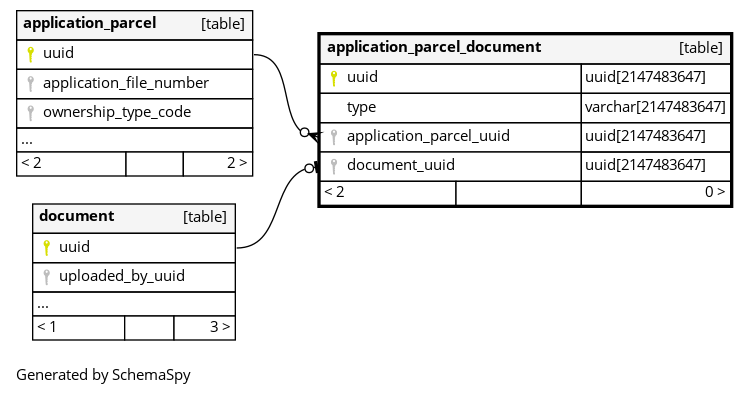 application_parcel [table]
uuid
application_file_number
ownership_type_code
...
< 2 2 >
application_parcel_document [table]
uuid uuid[2147483647]
type varchar[2147483647]
application_parcel_uuid uuid[2147483647]
document_uuid uuid[2147483647]
< 2 0 >
document [table]
uuid
uploaded_by_uuid
...
< 1 3 >
Generated by SchemaSpy